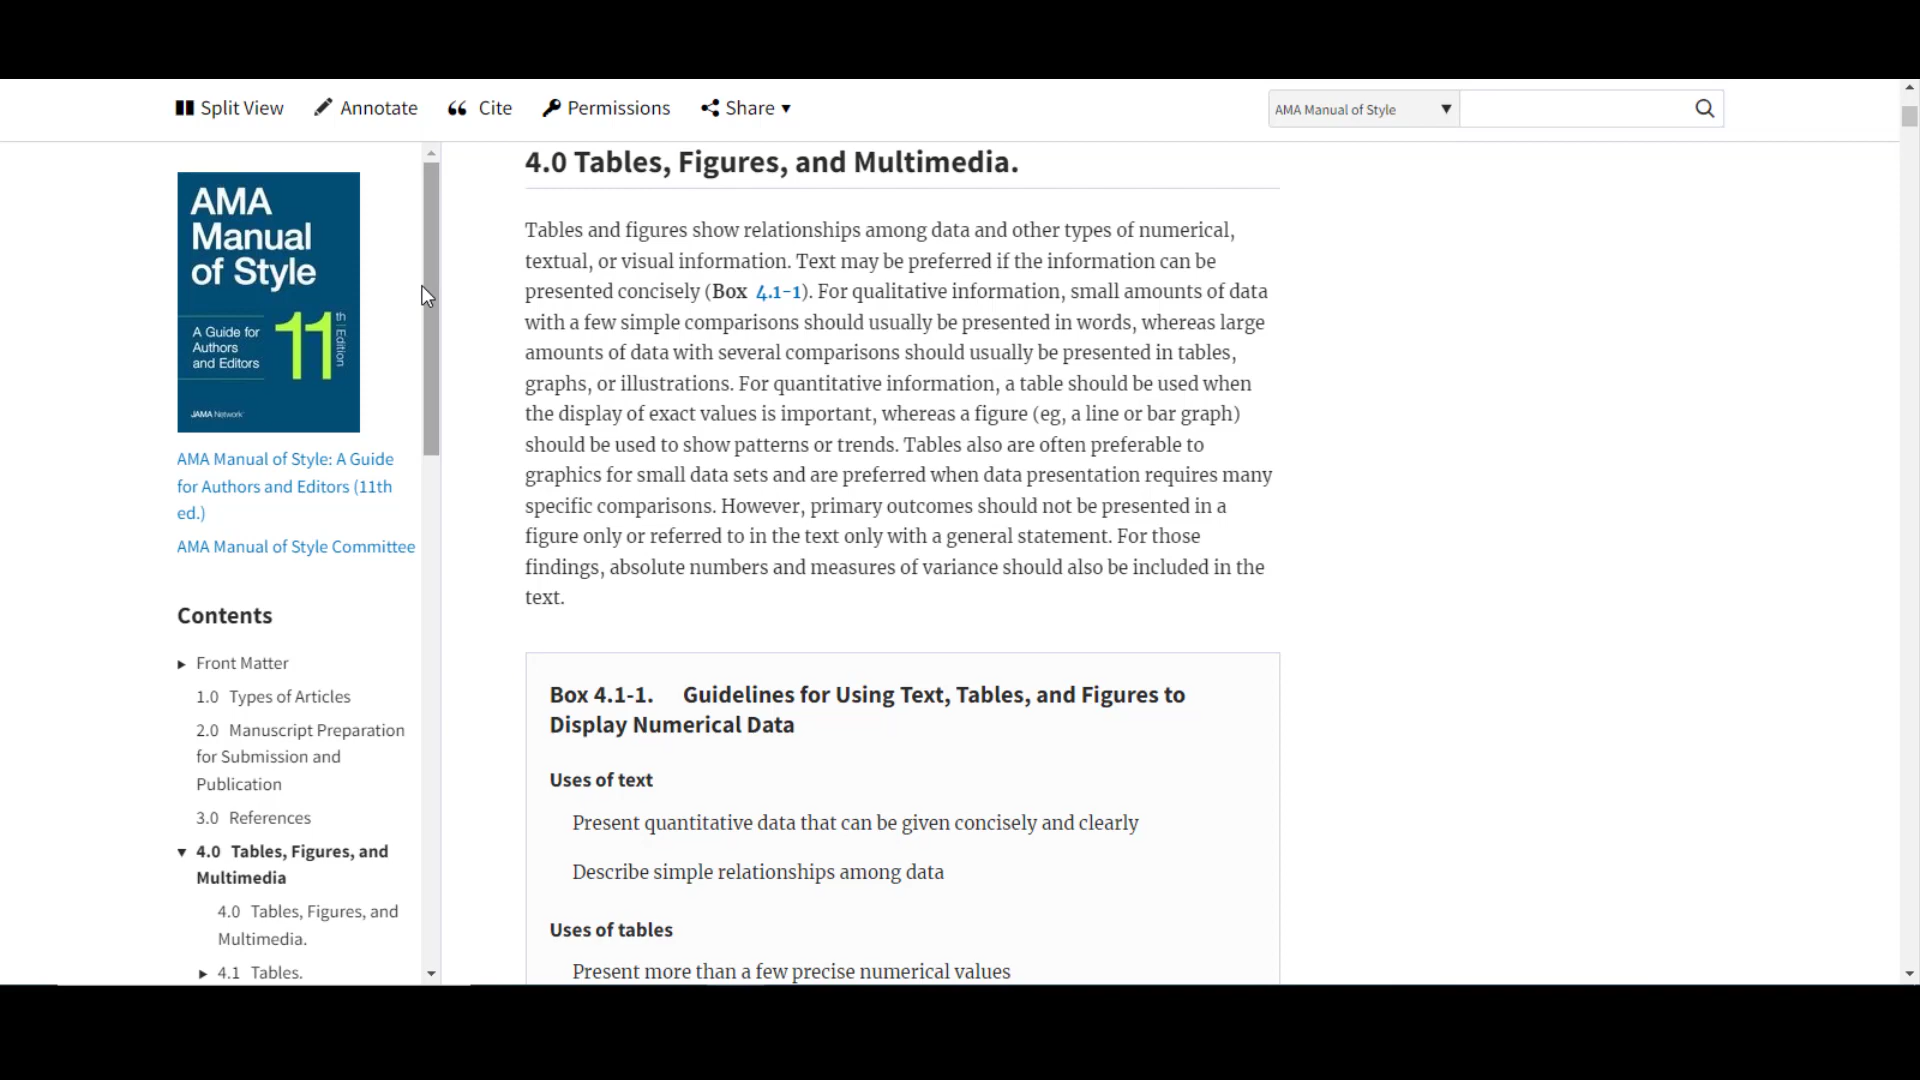 Split View Annotate Cite Permissions Share
AMA Manual of Style
AMA
Manual
of Style
A Guide for
Authors
and Editors
11
th Edition
JAMA Network
AMA Manual of Style: A Guide
for Authors and Editors (11th
ed.)
AMA Manual of Style Committee
Contents
Front Matter
1.0 Types of Articles
2.0 Manuscript Preparation
for Submission and
Publication
3.0 References
4.0 Tables, Figures, and
Multimedia
4.0 Tables, Figures, and
Multimedia.
4.1 Tables.
4.0 Tables, Figures, and Multimedia.
Tables and figures show relationships among data and other types of numerical,
textual, or visual information. Text may be preferred if the information can be
presented concisely (Box 4.1-1). For qualitative information, small amounts of data
with a few simple comparisons should usually be presented in words, whereas large
amounts of data with several comparisons should usually be presented in tables,
graphs, or illustrations. For quantitative information, a table should be used when
the display of exact values is important, whereas a figure (eg, a line or bar graph)
should be used to show patterns or trends. Tables also are often preferable to
graphics for small data sets and are preferred when data presentation requires many
specific comparisons. However, primary outcomes should not be presented in a
figure only or referred to in the text only with a general statement. For those
findings, absolute numbers and measures of variance should also be included in the
text.
Box 4.1-1. Guidelines for Using Text, Tables, and Figures to
Display Numerical Data
Uses of text
Present quantitative data that can be given concisely and clearly
Describe simple relationships among data
Uses of tables
Present more than a few precise numerical values